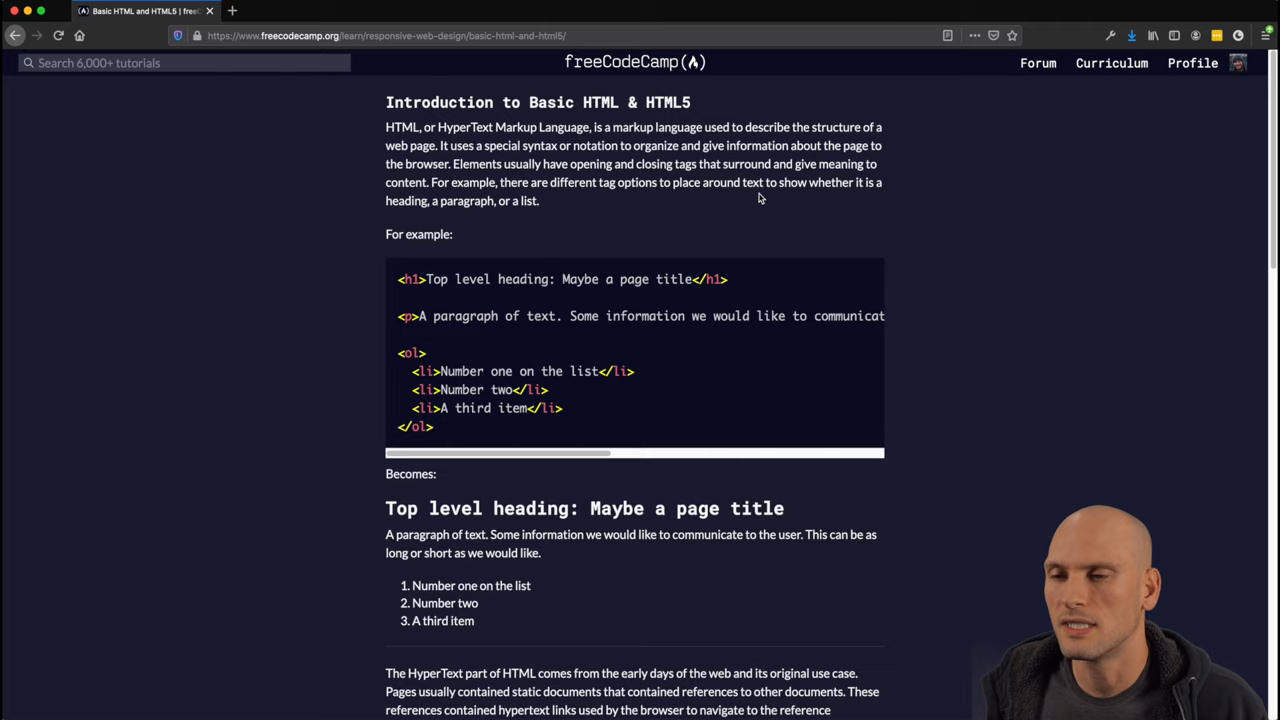 Basic HTML and HTML5 | freeC
https://www.freecodecamp.org/learn/responsive-web-design/basic-html-and-html5/
Search 6,000+ tutorials
freeCodeCamp(🔥)
Forum
Curriculum
Profile
Introduction to Basic HTML & HTML5
HTML, or HyperText Markup Language, is a markup language used to describe the structure of a
web page. It uses a special syntax or notation to organize and give information about the page to
the browser. Elements usually have opening and closing tags that surround and give meaning to
content. For example, there are different tag options to place around text to show whether it is a
heading, a paragraph, or a list.
For example:
<h1>Top level heading: Maybe a page title</h1>
<p>A paragraph of text. Some information we would like to communicat
<ol>
<li>Number one on the list</li>
<li>Number two</li>
<li>A third item</li>
</ol>
Becomes:
Top level heading: Maybe a page title
A paragraph of text. Some information we would like to communicate to the user. This can be as
long or short as we would like.
1. Number one on the list
2. Number two
3. A third item
The HyperText part of HTML comes from the early days of the web and its original use case.
Pages usually contained static documents that contained references to other documents. These
references contained hypertext links used by the browser to navigate to the reference